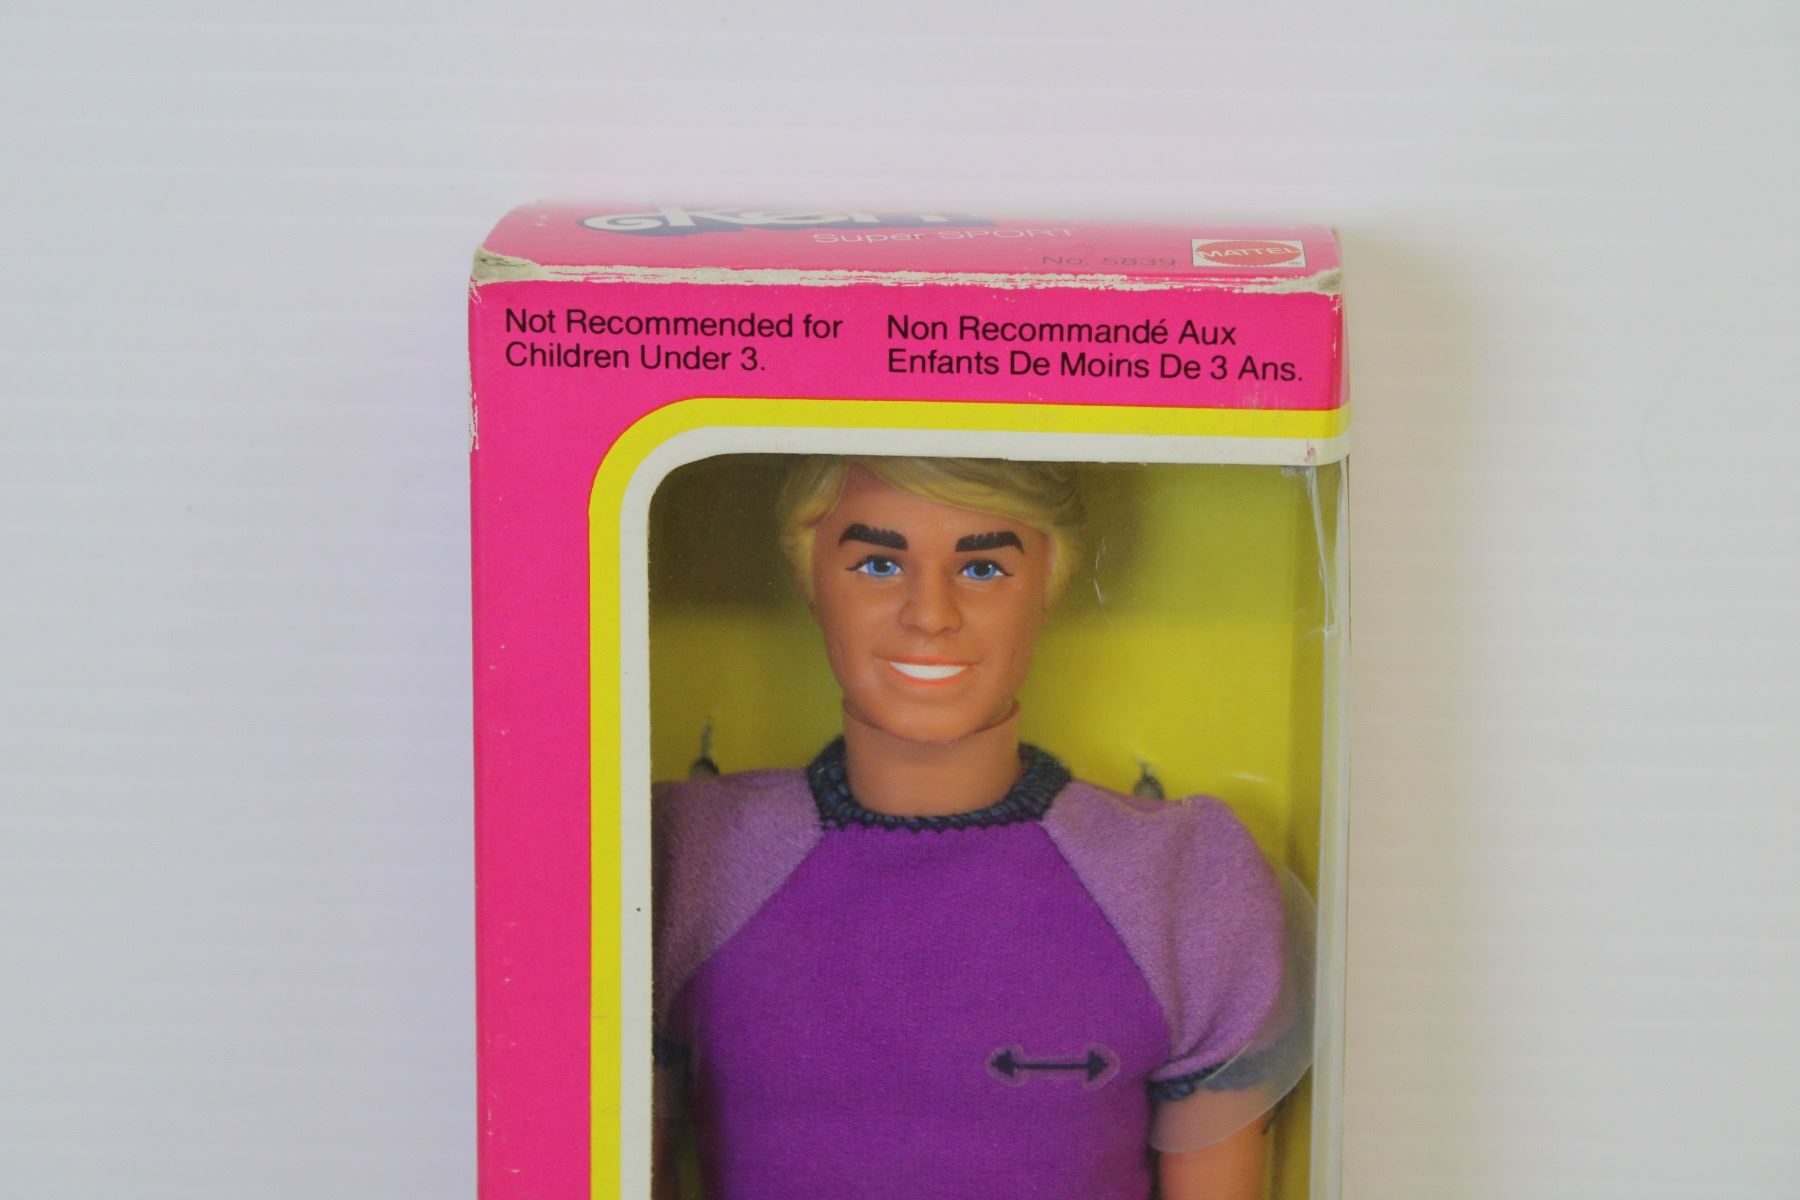 Ken
Super SPORT
No. 5839
MATTEL
Not Recommended for
Children Under 3.
Non Recommandé Aux
Enfants De Moins De 3 Ans.